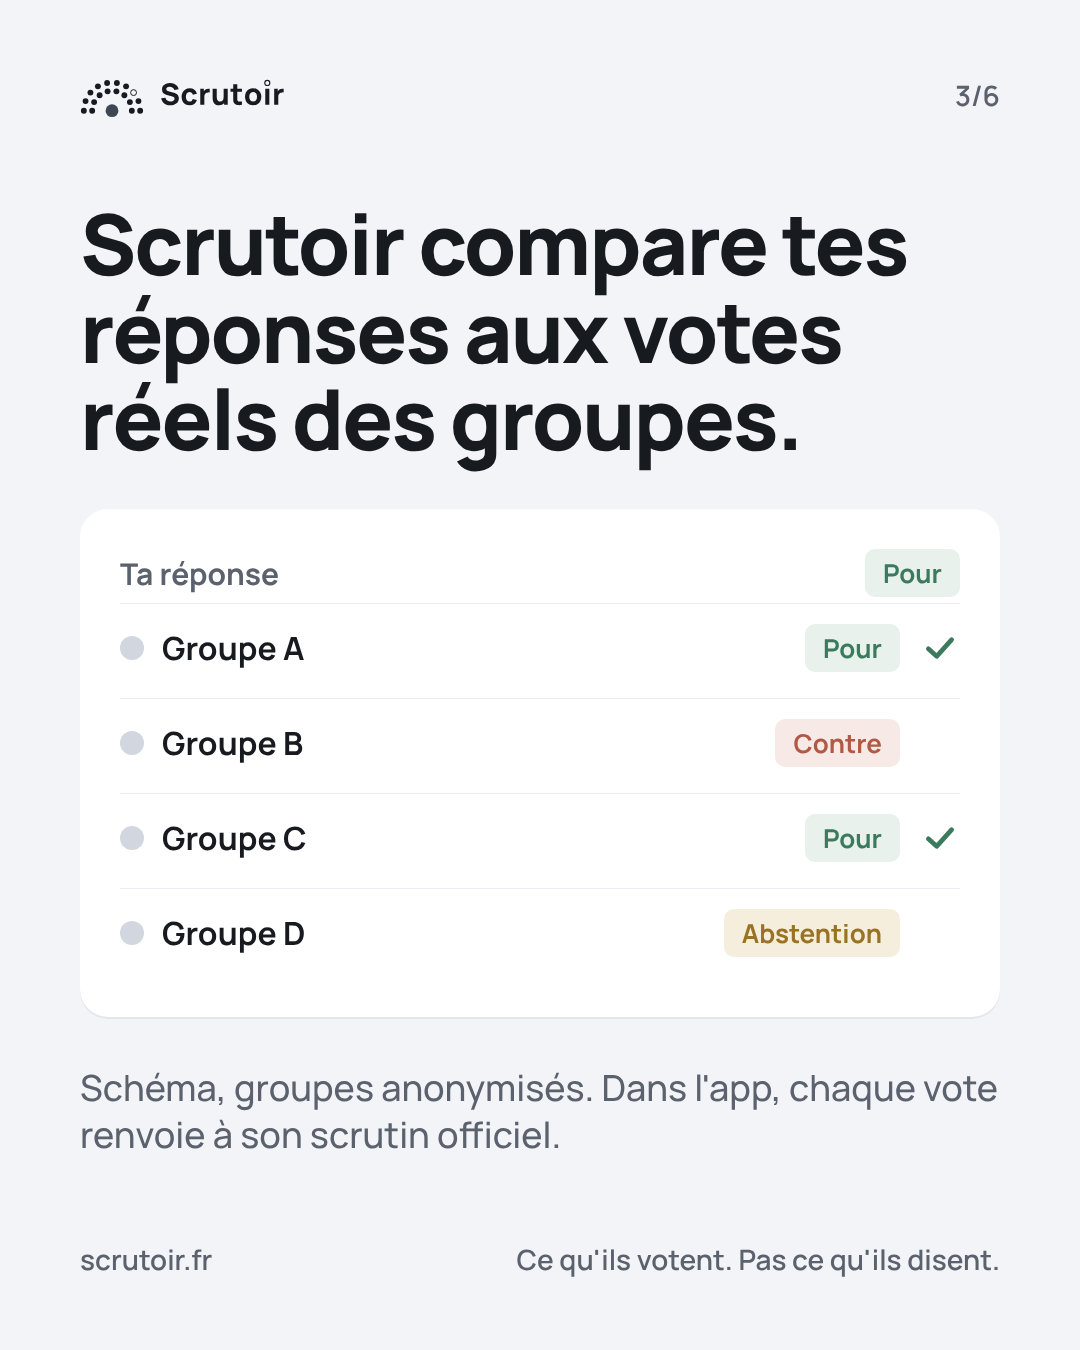 Scrutoir
3/6
Scrutoir compare tes
réponses aux votes
réels des groupes.
Ta réponse
Pour
Groupe A
Pour
Groupe B
Contre
Groupe C
Pour
Groupe D
Abstention
Schéma, groupes anonymisés. Dans l'app, chaque vote
renvoie à son scrutin officiel.
scrutoir.fr
Ce qu'ils votent. Pas ce qu'ils disent.